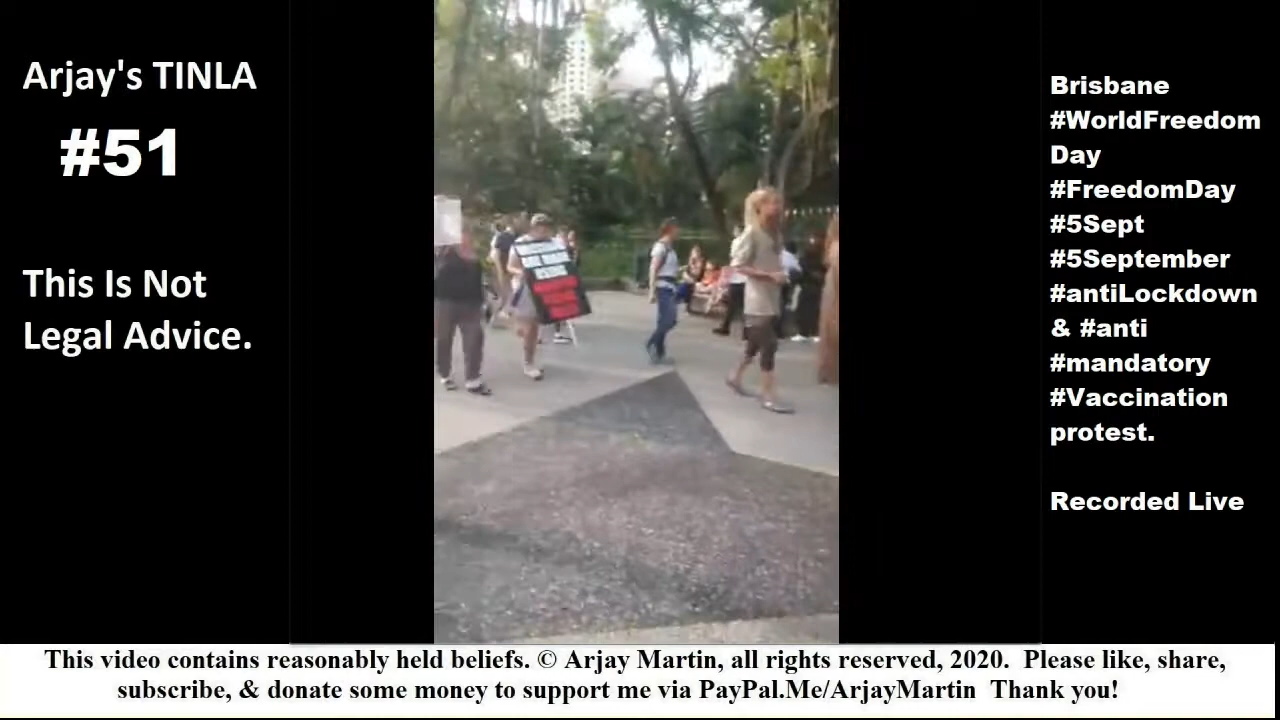 Arjay's TINLA
#51
This Is Not
Legal Advice.
Brisbane
#WorldFreedom
Day
#FreedomDay
#5Sept
#5September
#antiLockdown
& #anti
#mandatory
#Vaccination
protest.
Recorded Live
This video contains reasonably held beliefs. © Arjay Martin, all rights reserved, 2020.  Please like, share,
subscribe, & donate some money to support me via PayPal.Me/ArjayMartin  Thank you!